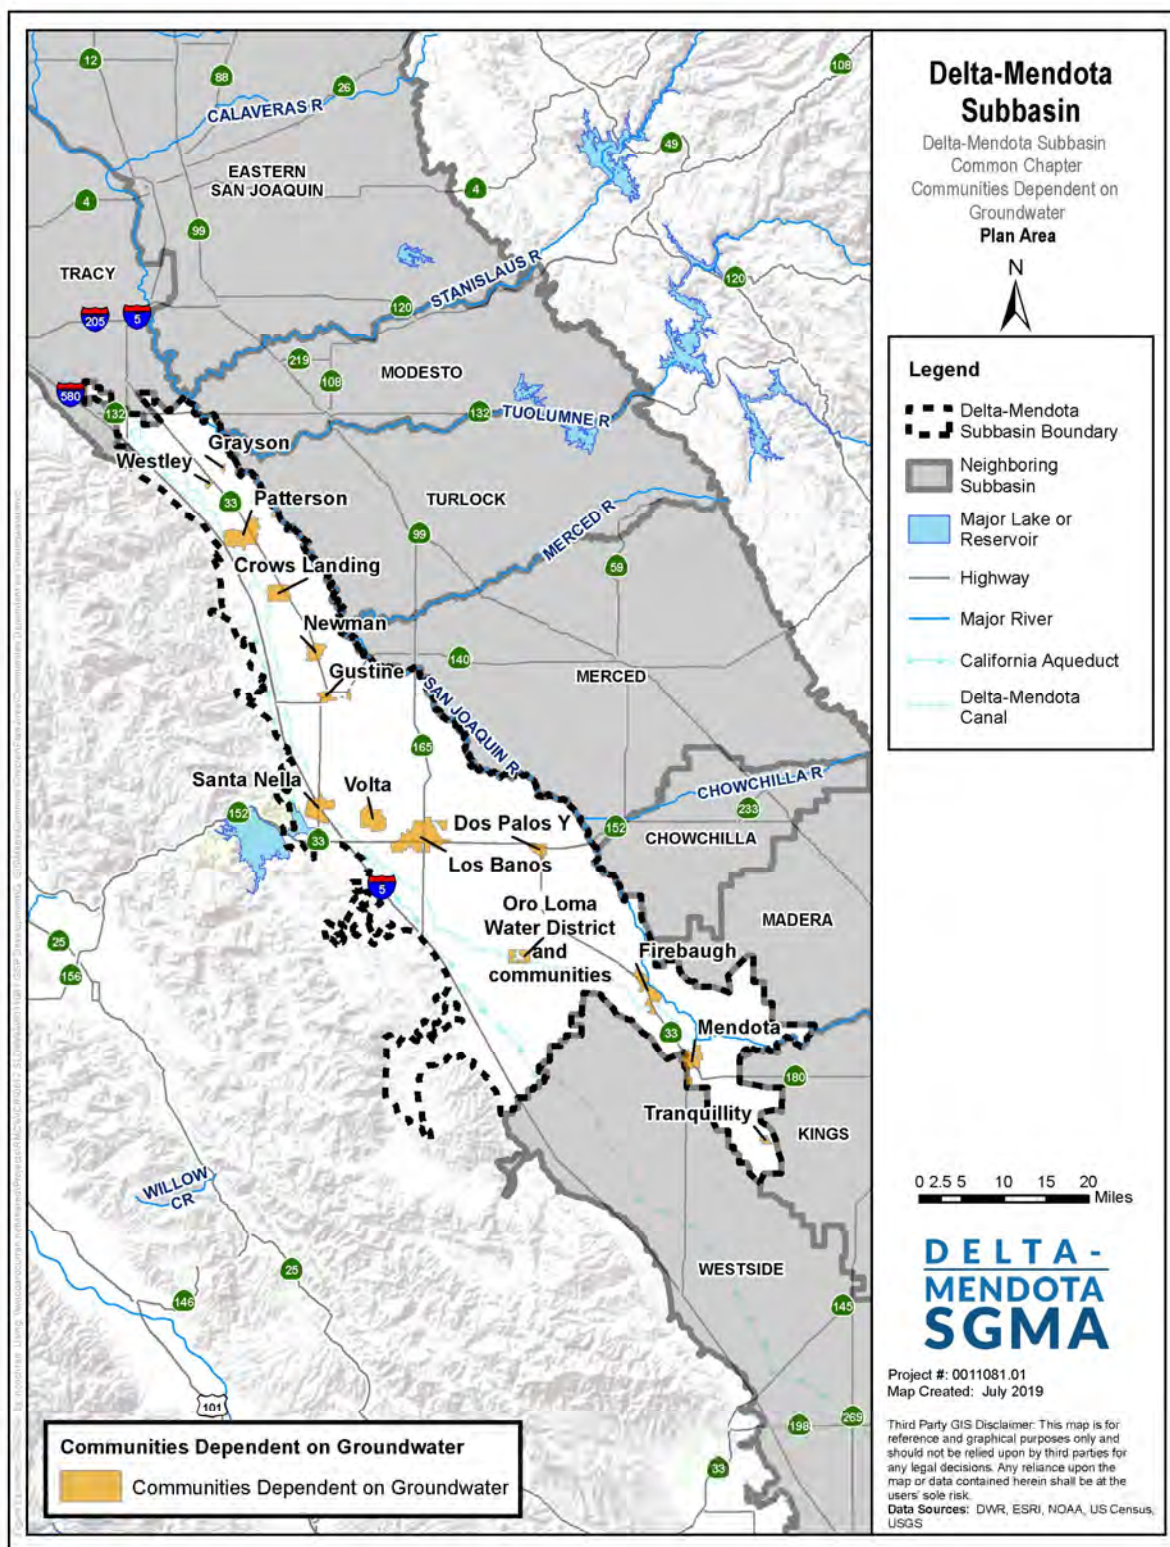 Delta-Mendota
Subbasin
Delta-Mendota Subbasin
Common Chapter
Communities Dependent on
Groundwater
Plan Area
N
Legend
Delta-Mendota
Subbasin Boundary
Neighboring
Subbasin
Major Lake or
Reservoir
Highway
Major River
California Aqueduct
Delta-Mendota
Canal
0 2.5 5 10 15 20
Miles
DELTA-
MENDOTA
SGMA
Project #: 0011081.01
Map Created: July 2019
Third Party GIS Disclaimer: This map is for
reference and graphical purposes only and
should not be relied upon by third parties for
any legal decisions. Any reliance upon the
map or data contained herein shall be at the
users' sole risk.
Data Sources: DWR, ESRI, NOAA, US Census,
USGS
12
88
26
108
CALAVERAS R
49
EASTERN
SAN JOAQUIN
4
4
99
TRACY
STANISLAUS R
120
120
205
5
219
108
MODESTO
580
132
132
TUOLUMNE R
Grayson
Westley
33
Patterson
TURLOCK
99
MERCED R
59
Crows Landing
Newman
140
MERCED
Gustine
SAN JOAQUIN R
165
Santa Nella
Volta
152
33
Dos Palos Y
Los Banos
152
CHOWCHILLA R
233
CHOWCHILLA
5
Oro Loma
Water District
and
communities
MADERA
25
156
Firebaugh
33
Mendota
180
Tranquillity
KINGS
WILLOW
CR
25
146
WESTSIDE
145
101
198
269
33
Communities Dependent on Groundwater
Communities Dependent on Groundwater